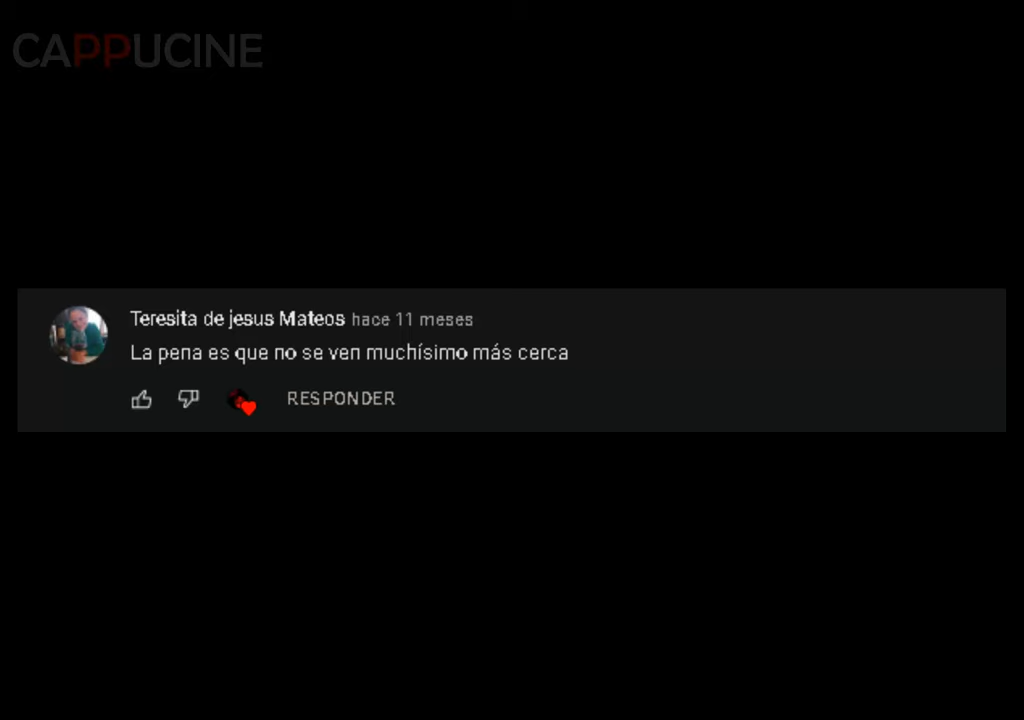 CAPPUCINE
Teresita de jesus Mateos hace 11 meses
La pena es que no se ven muchísimo más cerca
RESPONDER